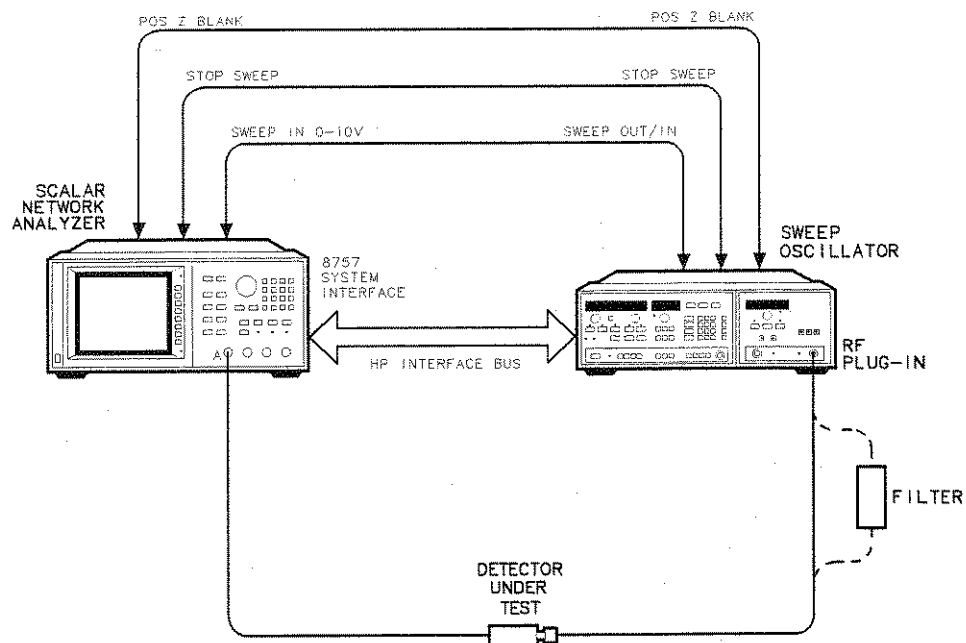 POS Z BLANK
POS Z BLANK
STOP SWEEP
STOP SWEEP
SWEEP IN 0-10V
SWEEP OUT/IN
SCALAR
NETWORK
ANALYZER
SWEEP
OSCILLATOR
8757
SYSTEM
INTERFACE
A
HP INTERFACE BUS
RF
PLUG-IN
FILTER
DETECTOR
UNDER
TEST